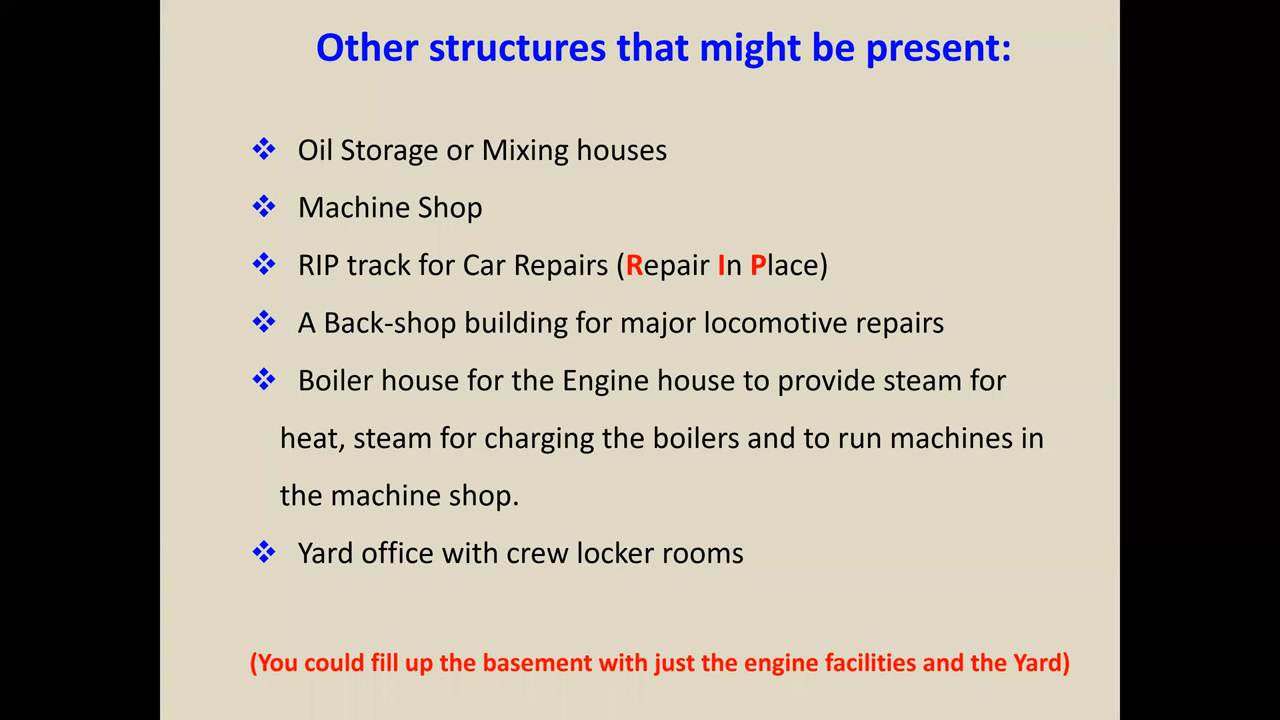 Other structures that might be present:
❖ Oil Storage or Mixing houses
❖ Machine Shop
❖ RIP track for Car Repairs (Repair In Place)
❖ A Back-shop building for major locomotive repairs
❖ Boiler house for the Engine house to provide steam for
heat, steam for charging the boilers and to run machines in
the machine shop.
❖ Yard office with crew locker rooms
(You could fill up the basement with just the engine facilities and the Yard)